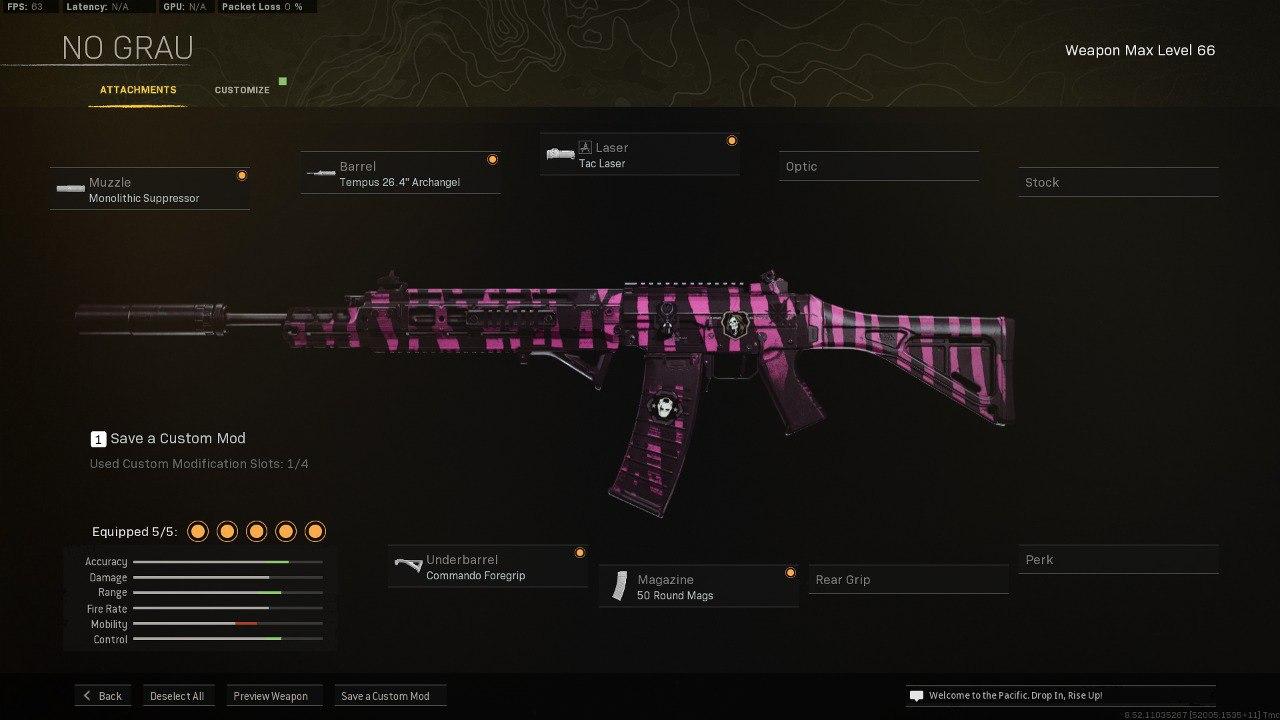 FPS: 63 Latency: N/A GPU: N/A Packet Loss 0 %
NO GRAU
Weapon Max Level 66
ATTACHMENTS CUSTOMIZE
Muzzle
Monolithic Suppressor
Barrel
Tempus 26.4" Archangel
Laser
Tac Laser
Optic
Stock
1 Save a Custom Mod
Used Custom Modification Slots: 1/4
Equipped 5/5:
Accuracy
Damage
Range
Fire Rate
Mobility
Control
Underbarrel
Commando Foregrip
Magazine
50 Round Mags
Rear Grip
Perk
Back Deselect All Preview Weapon Save a Custom Mod
Welcome to the Pacific. Drop In, Rise Up!